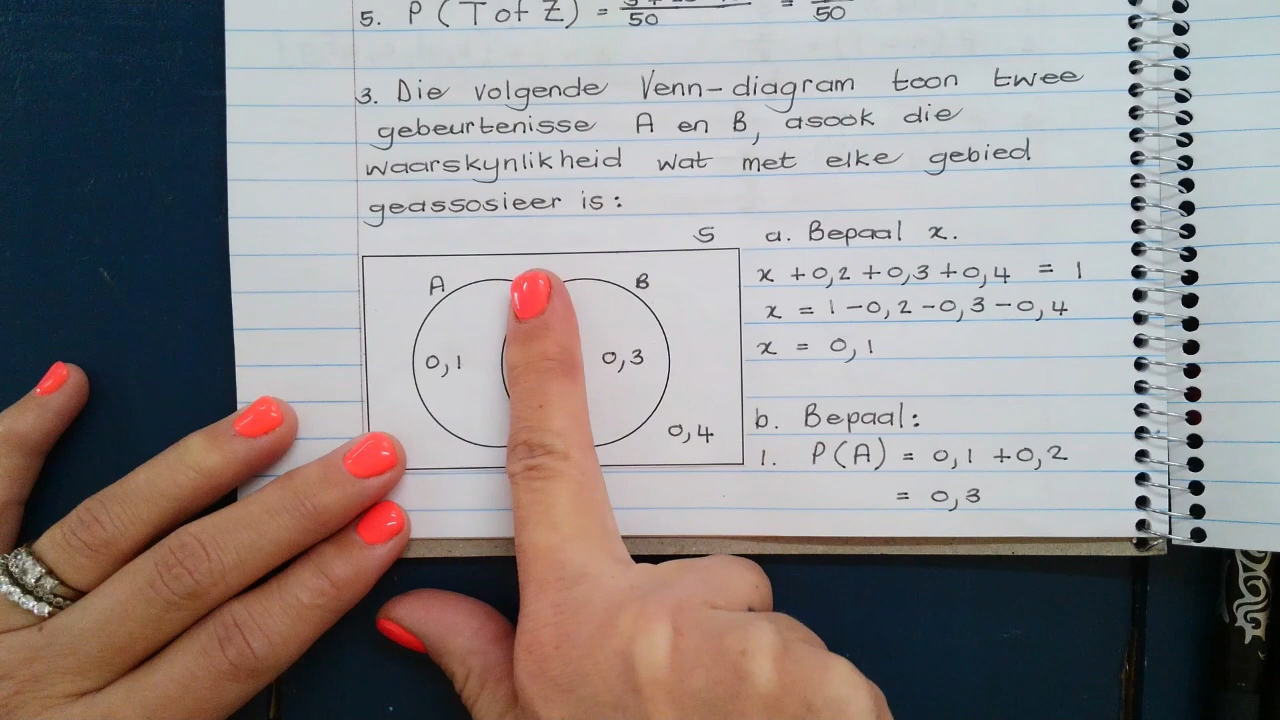 5. P (T of Z) = 50 = 50
3. Die volgende Venn-diagram toon twee
gebeurtenisse A en B, asook die
waarskynlikheid wat met elke gebied
geassosieer is:
S
A
B
0,1
0,3
0,4
a. Bepaal x.
x + 0,2 + 0,3 + 0,4 = 1
x = 1 - 0,2 - 0,3 - 0,4
x = 0,1
b. Bepaal:
1. P(A) = 0,1 + 0,2
= 0,3